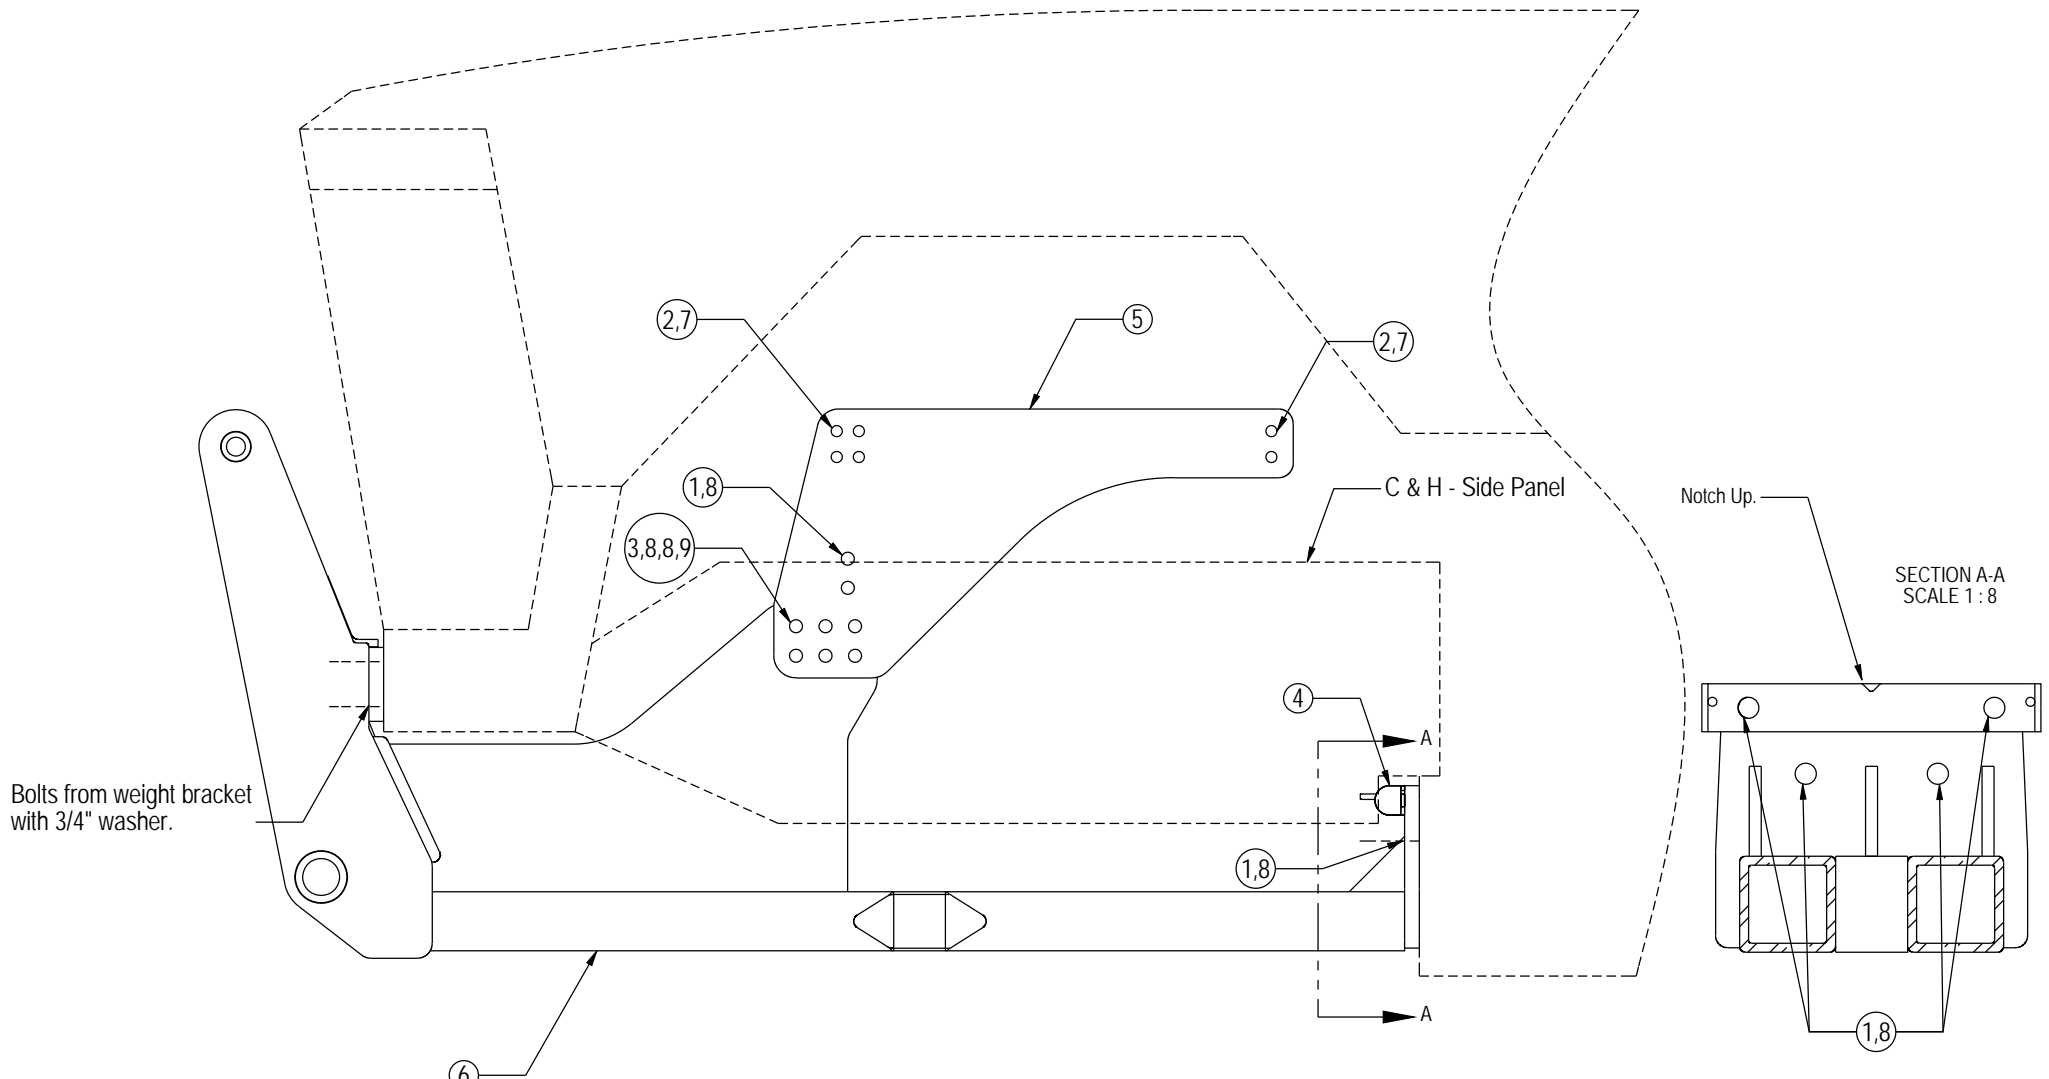 2,7
5
2,7
1,8
C & H - Side Panel
Notch Up.
3,8,8,9
SECTION A-A
SCALE 1 : 8
4
A
Bolts from weight bracket
with 3/4" washer.
1,8
A
1,8
6